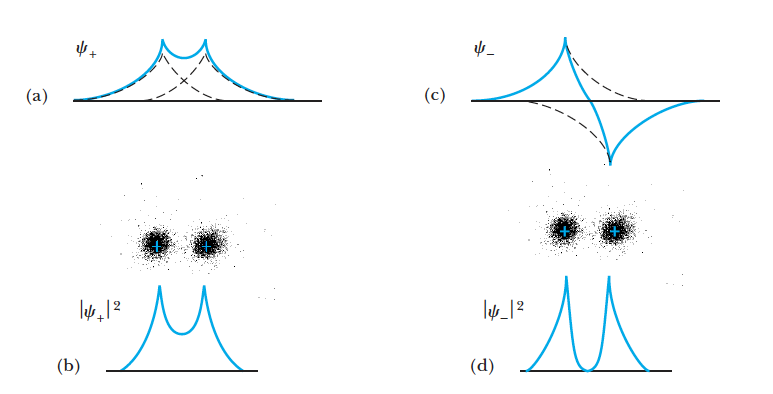 ψ₊
(a)
ψ₋
(c)
+ +
+ +
|ψ₊|²
(b)
|ψ₋|²
(d)